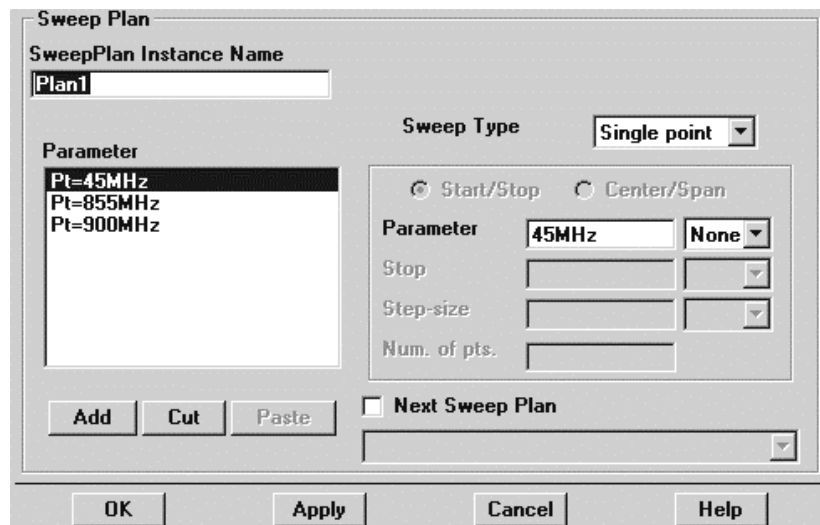 Sweep Plan
SweepPlan Instance Name
Plan1
Sweep Type
Single point
Parameter
Pt=45MHz
Pt=855MHz
Pt=900MHz
Start/Stop
Center/Span
Parameter
45MHz
None
Stop
Step-size
Num. of pts.
Add
Cut
Paste
Next Sweep Plan
OK
Apply
Cancel
Help